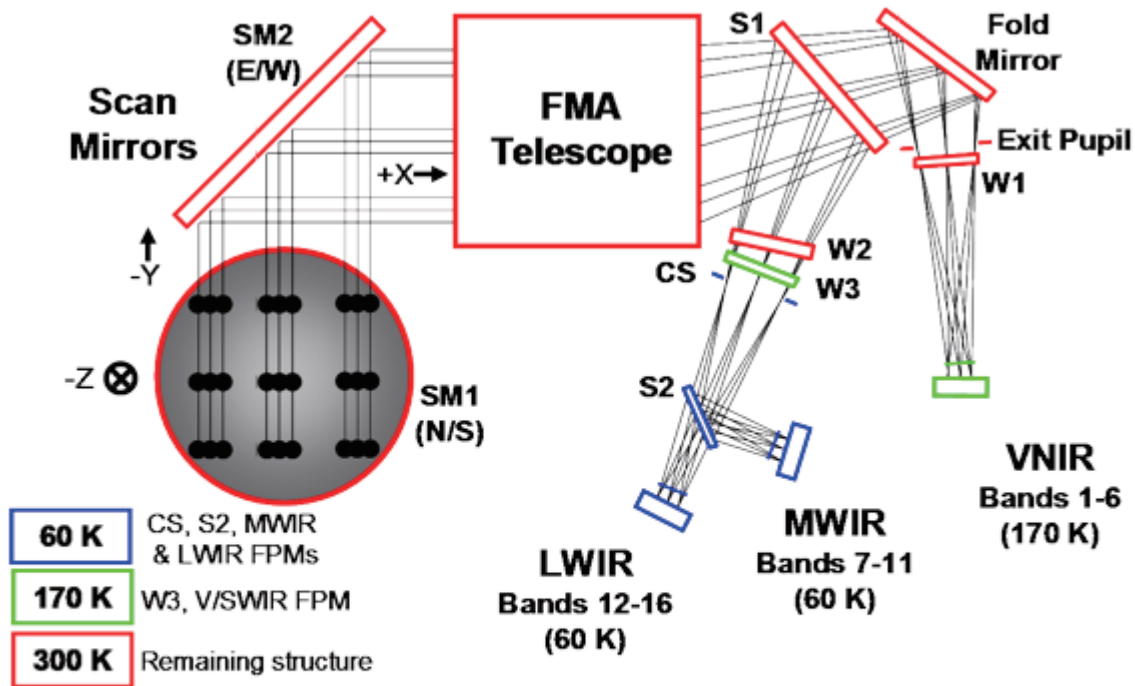 SM2
(E/W)
Scan
Mirrors
FMA
Telescope
+X→
S1
Fold
Mirror
Exit Pupil
W1
W2
W3
CS
-Y
-Z
SM1
(N/S)
S2
VNIR
Bands 1-6
(170 K)
MWIR
Bands 7-11
(60 K)
LWIR
Bands 12-16
(60 K)
60 K
CS, S2, MWIR
& LWIR FPMs
170 K
W3, V/SWIR FPM
300 K
Remaining structure